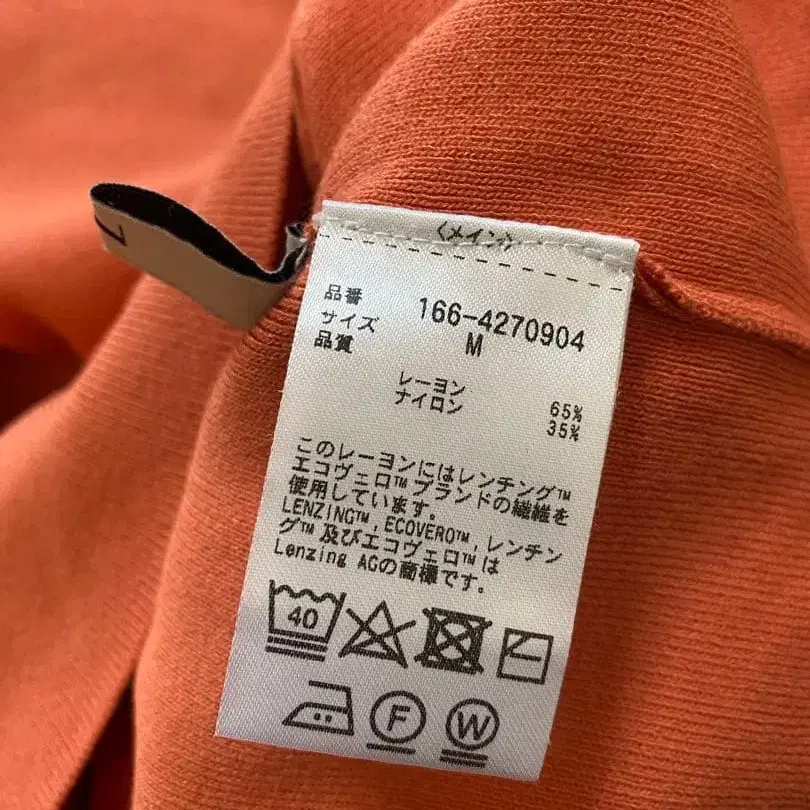 〈メイン〉
品番 166-4270904
サイズ M
品質
レーヨン 65%
ナイロン 35%
このレーヨンにはレンチング™
エコヴェロ™ブランドの繊維を
使用しています。
LENZING™,ECOVERO™,レンチン
グ™及びエコヴェロ™は
Lenzing AGの商標です。
40
F W